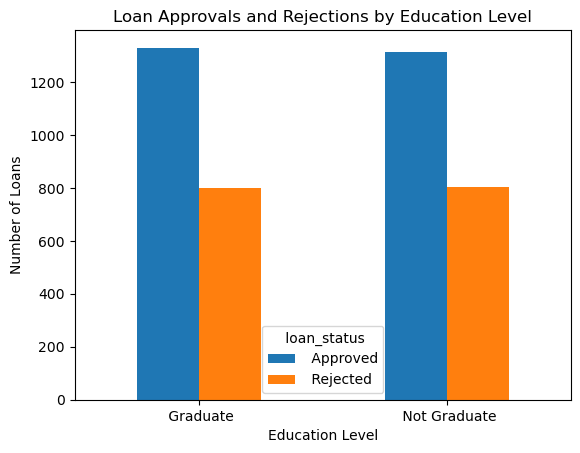 Loan Approvals and Rejections by Education Level
Number of Loans
1200
1000
800
600
400
200
0
loan_status
Approved
Rejected
Graduate
Not Graduate
Education Level